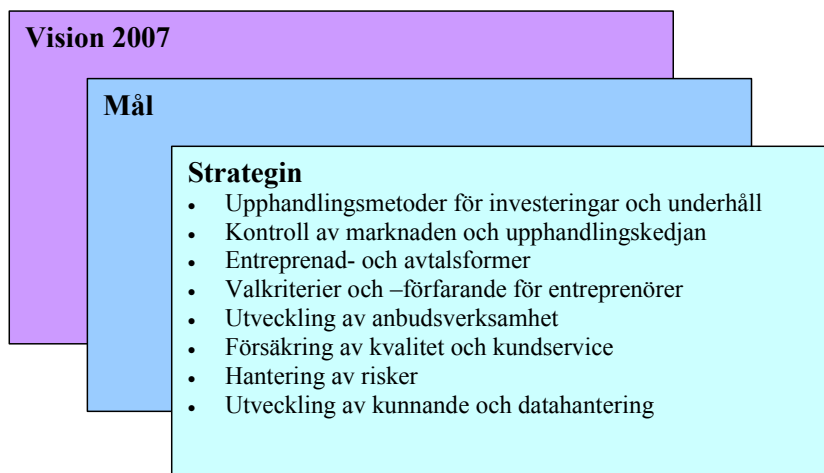 Vision 2007
Mål
Strategin
• Upphandlingsmetoder för investeringar och underhåll
• Kontroll av marknaden och upphandlingskedjan
• Entreprenad- och avtalsformer
• Valkriterier och –förfarande för entreprenörer
• Utveckling av anbudsverksamhet
• Försäkring av kvalitet och kundservice
• Hantering av risker
• Utveckling av kunnande och datahantering